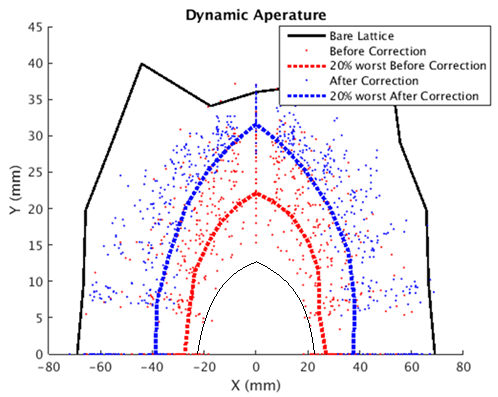 Dynamic Aperature
Bare Lattice
Before Correction
20% worst Before Correction
After Correction
20% worst After Correction
45
40
35
30
25
20
15
10
5
0
Y (mm)
-80 -60 -40 -20 0 20 40 60 80
X (mm)